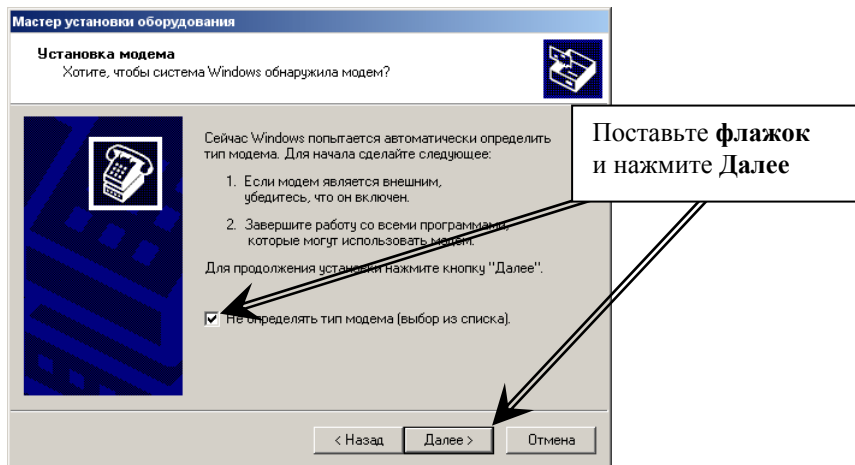 Мастер установки оборудования
Установка модема
Хотите, чтобы система Windows обнаружила модем?
Сейчас Windows попытается автоматически определить
тип модема. Для начала сделайте следующее:
1. Если модем является внешним,
убедитесь, что он включен.
2. Завершите работу со всеми программами,
которые могут использовать модем.
Для продолжения установки нажмите кнопку "Далее".
Не определять тип модема (выбор из списка).
< Назад
Далее >
Отмена
Поставьте флажок
и нажмите Далее